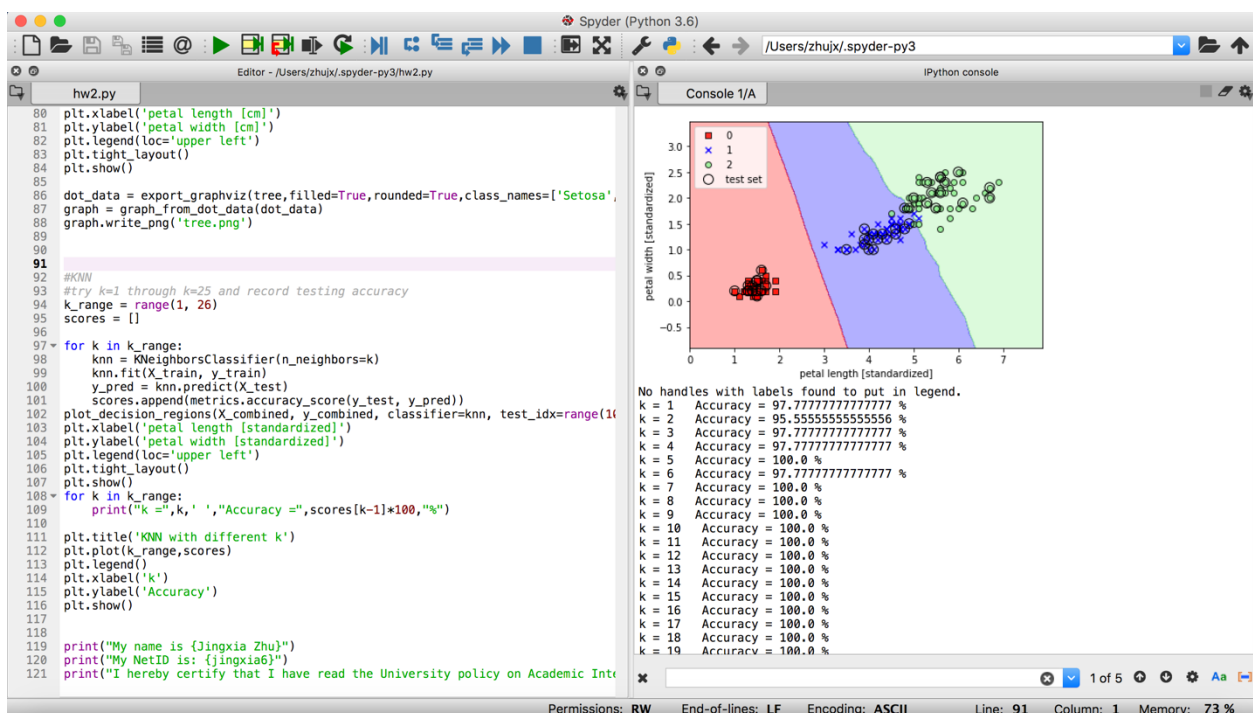 Spyder (Python 3.6)
/Users/zhujx/.spyder-py3
Editor - /Users/zhujx/.spyder-py3/hw2.py
hw2.py
80 plt.xlabel('petal length [cm]')
81 plt.ylabel('petal width [cm]')
82 plt.legend(loc='upper left')
83 plt.tight_layout()
84 plt.show()
85
86 dot_data = export_graphviz(tree,filled=True,rounded=True,class_names=['Setosa',
87 graph = graph_from_dot_data(dot_data)
88 graph.write_png('tree.png')
89
90
91
92 #KNN
93 #try k=1 through k=25 and record testing accuracy
94 k_range = range(1, 26)
95 scores = []
96
97 for k in k_range:
98     knn = KNeighborsClassifier(n_neighbors=k)
99     knn.fit(X_train, y_train)
100     y_pred = knn.predict(X_test)
101     scores.append(metrics.accuracy_score(y_test, y_pred))
102 plot_decision_regions(X_combined, y_combined, classifier=knn, test_idx=range(10
103 plt.xlabel('petal length [standardized]')
104 plt.ylabel('petal width [standardized]')
105 plt.legend(loc='upper left')
106 plt.tight_layout()
107 plt.show()
108 for k in k_range:
109     print("k =",k,' ',"Accuracy =",scores[k-1]*100,"%")
110
111 plt.title('KNN with different k')
112 plt.plot(k_range,scores)
113 plt.legend()
114 plt.xlabel('k')
115 plt.ylabel('Accuracy')
116 plt.show()
117
118
119 print("My name is {Jingxia Zhu}")
120 print("My NetID is: {jingxia6}")
121 print("I hereby certify that I have read the University policy on Academic Inte
IPython console
Console 1/A
0
1
2
test set
3.0
2.5
2.0
1.5
1.0
0.5
0.0
−0.5
petal width [standardized]
0 1 2 3 4 5 6 7
petal length [standardized]
No handles with labels found to put in legend.
k = 1   Accuracy = 97.77777777777777 %
k = 2   Accuracy = 95.55555555555556 %
k = 3   Accuracy = 97.77777777777777 %
k = 4   Accuracy = 97.77777777777777 %
k = 5   Accuracy = 100.0 %
k = 6   Accuracy = 97.77777777777777 %
k = 7   Accuracy = 100.0 %
k = 8   Accuracy = 100.0 %
k = 9   Accuracy = 100.0 %
k = 10   Accuracy = 100.0 %
k = 11   Accuracy = 100.0 %
k = 12   Accuracy = 100.0 %
k = 13   Accuracy = 100.0 %
k = 14   Accuracy = 100.0 %
k = 15   Accuracy = 100.0 %
k = 16   Accuracy = 100.0 %
k = 17   Accuracy = 100.0 %
k = 18   Accuracy = 100.0 %
k = 19   Accuracy = 100.0 %
1 of 5 Aa
Permissions: RW End-of-lines: LF Encoding: ASCII Line: 91 Column: 1 Memory: 73 %